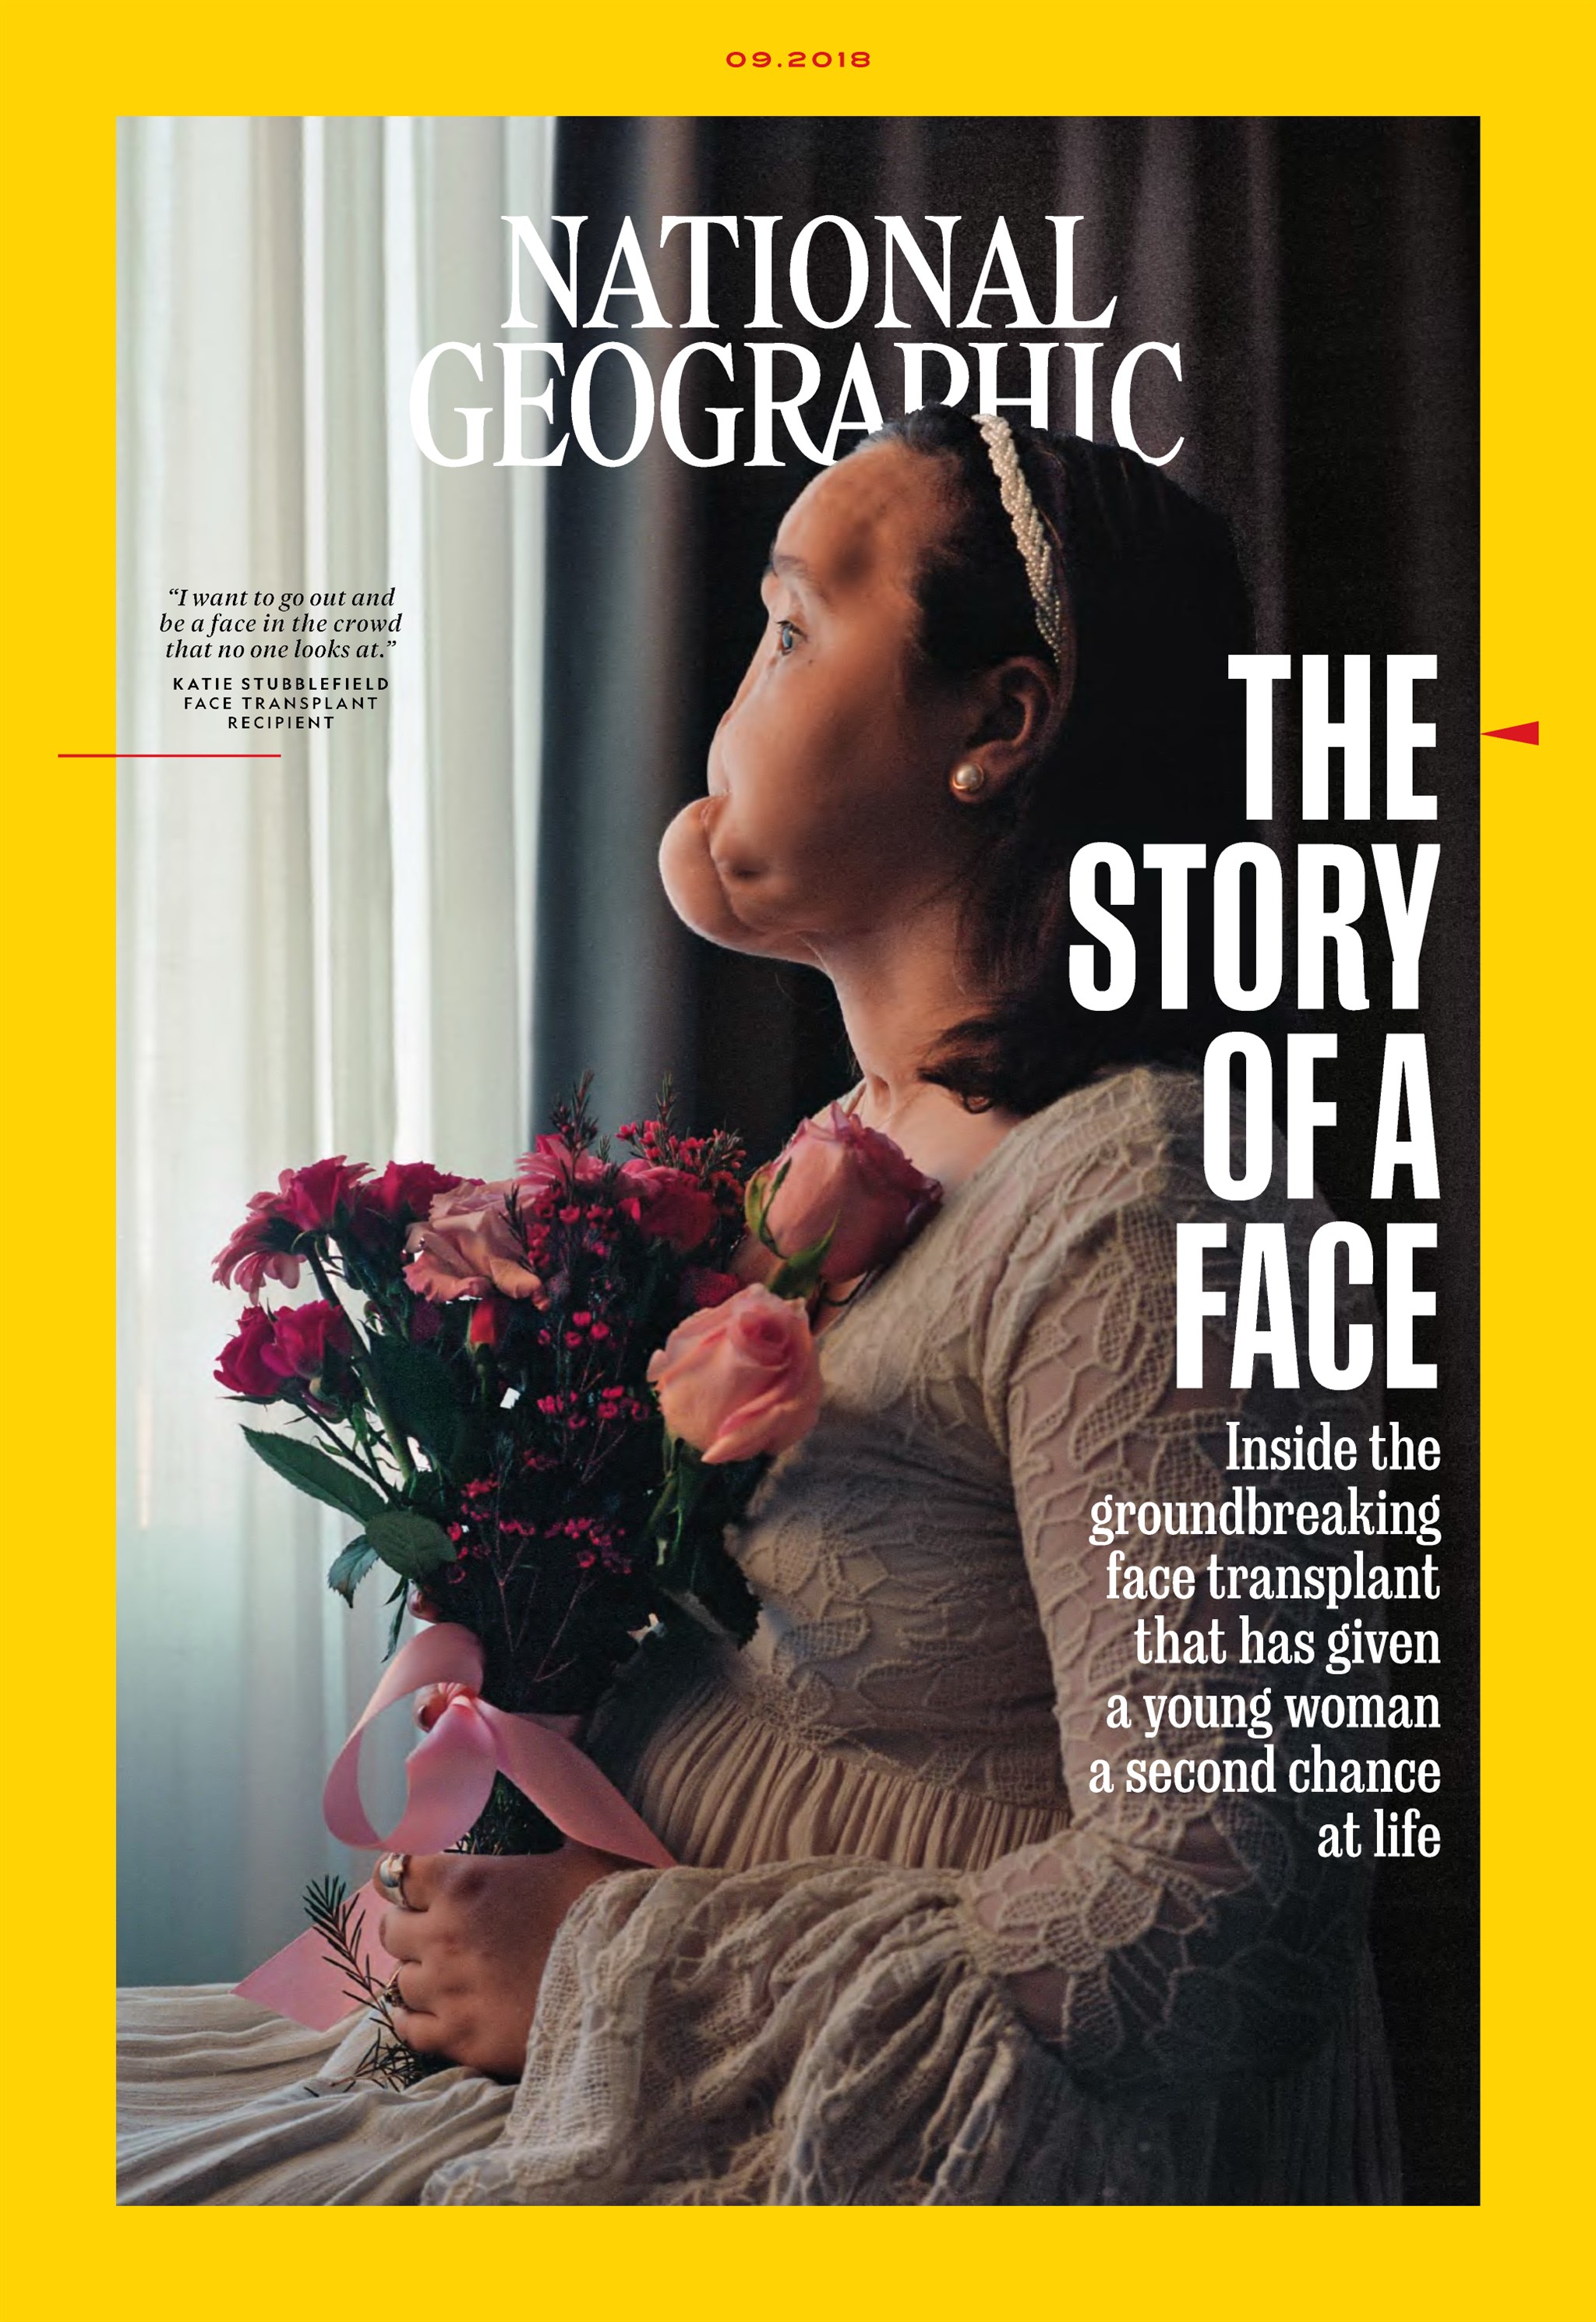 09.2018
NATIONAL
GEOGRAPHIC
“I want to go out and
be a face in the crowd
that no one looks at.”
KATIE STUBBLEFIELD
FACE TRANSPLANT
RECIPIENT
THE
STORY
OF A
FACE
Inside the
groundbreaking
face transplant
that has given
a young woman
a second chance
at life